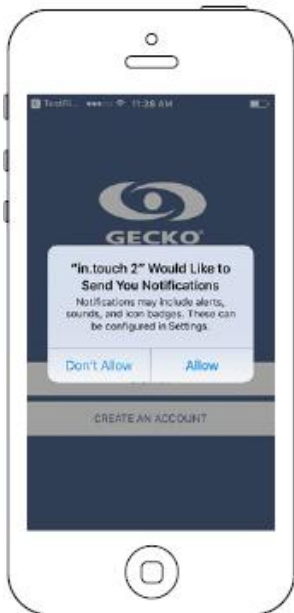 11:28 AM
GECKO
"in.touch 2" Would Like to
Send You Notifications
Notifications may include alerts,
sounds, and icon badges. These can
be configured in Settings.
Don't Allow
Allow
CREATE AN ACCOUNT